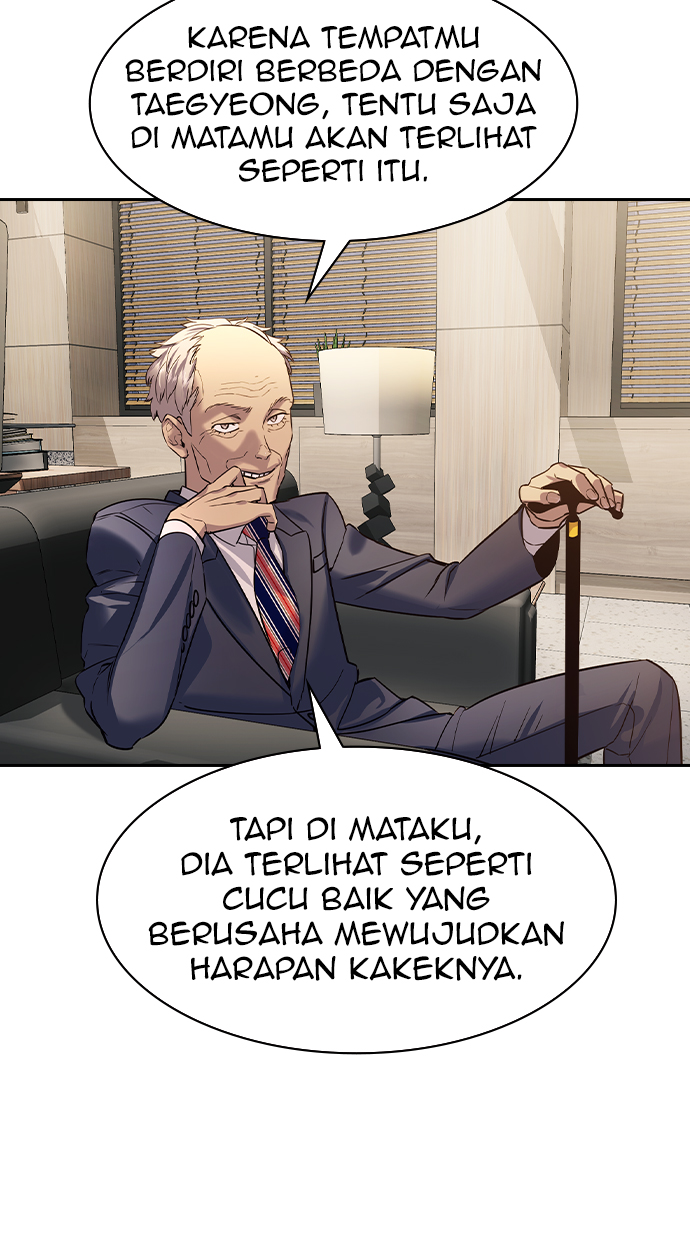 KARENA TEMPATMU
BERDIRI BERBEDA DENGAN
TAEGYEONG, TENTU SAJA
DI MATAMU AKAN TERLIHAT
SEPERTI ITU.
TAPI DI MATAKU,
DIA TERLIHAT SEPERTI
CUCU BAIK YANG
BERUSAHA MEWUJUDKAN
HARAPAN KAKEKNYA.